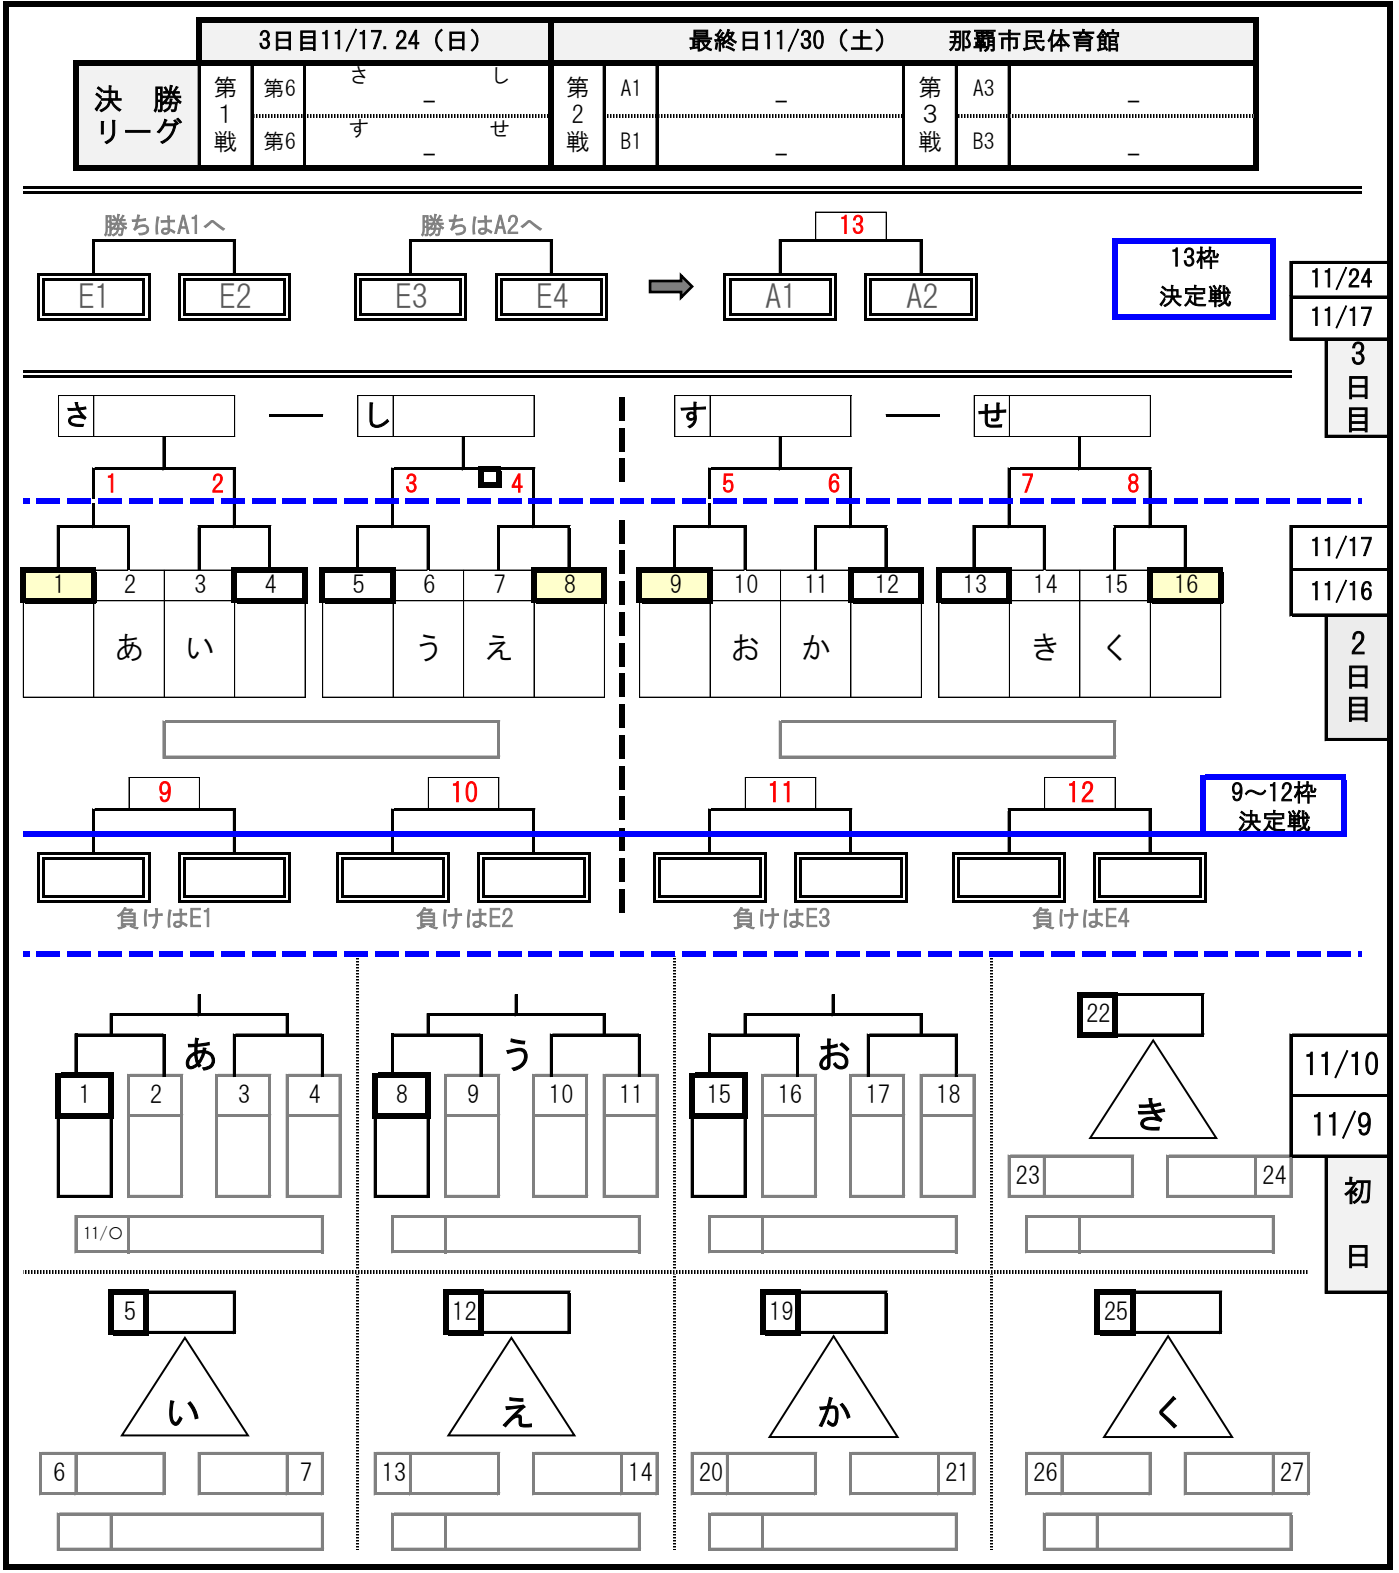 3日目11/17.24（日）
最終日11/30（土）　　那覇市民体育館
決　勝
リーグ
第1戦
第6
さ
し
_
第6
す
せ
_
第2戦
A1
_
B1
_
第3戦
A3
_
B3
_
勝ちはA1へ
勝ちはA2へ
13
E1
E2
E3
E4
A1
A2
13枠
決定戦
11/24
11/17
3日目
さ
し
す
せ
1 2 3 4 5 6 7 8
1 2 3 4 5 6 7 8 9 10 11 12 13 14 15 16
あ い う え お か き く
11/17
11/16
2日目
9
10
11
12
9～12枠
決定戦
負けはE1
負けはE2
負けはE3
負けはE4
あ
1 2 3 4
11/〇
う
8 9 10 11
お
15 16 17 18
22
き
23
24
11/10
11/9
初日
5
い
6
7
12
え
13
14
19
か
20
21
25
く
26
27